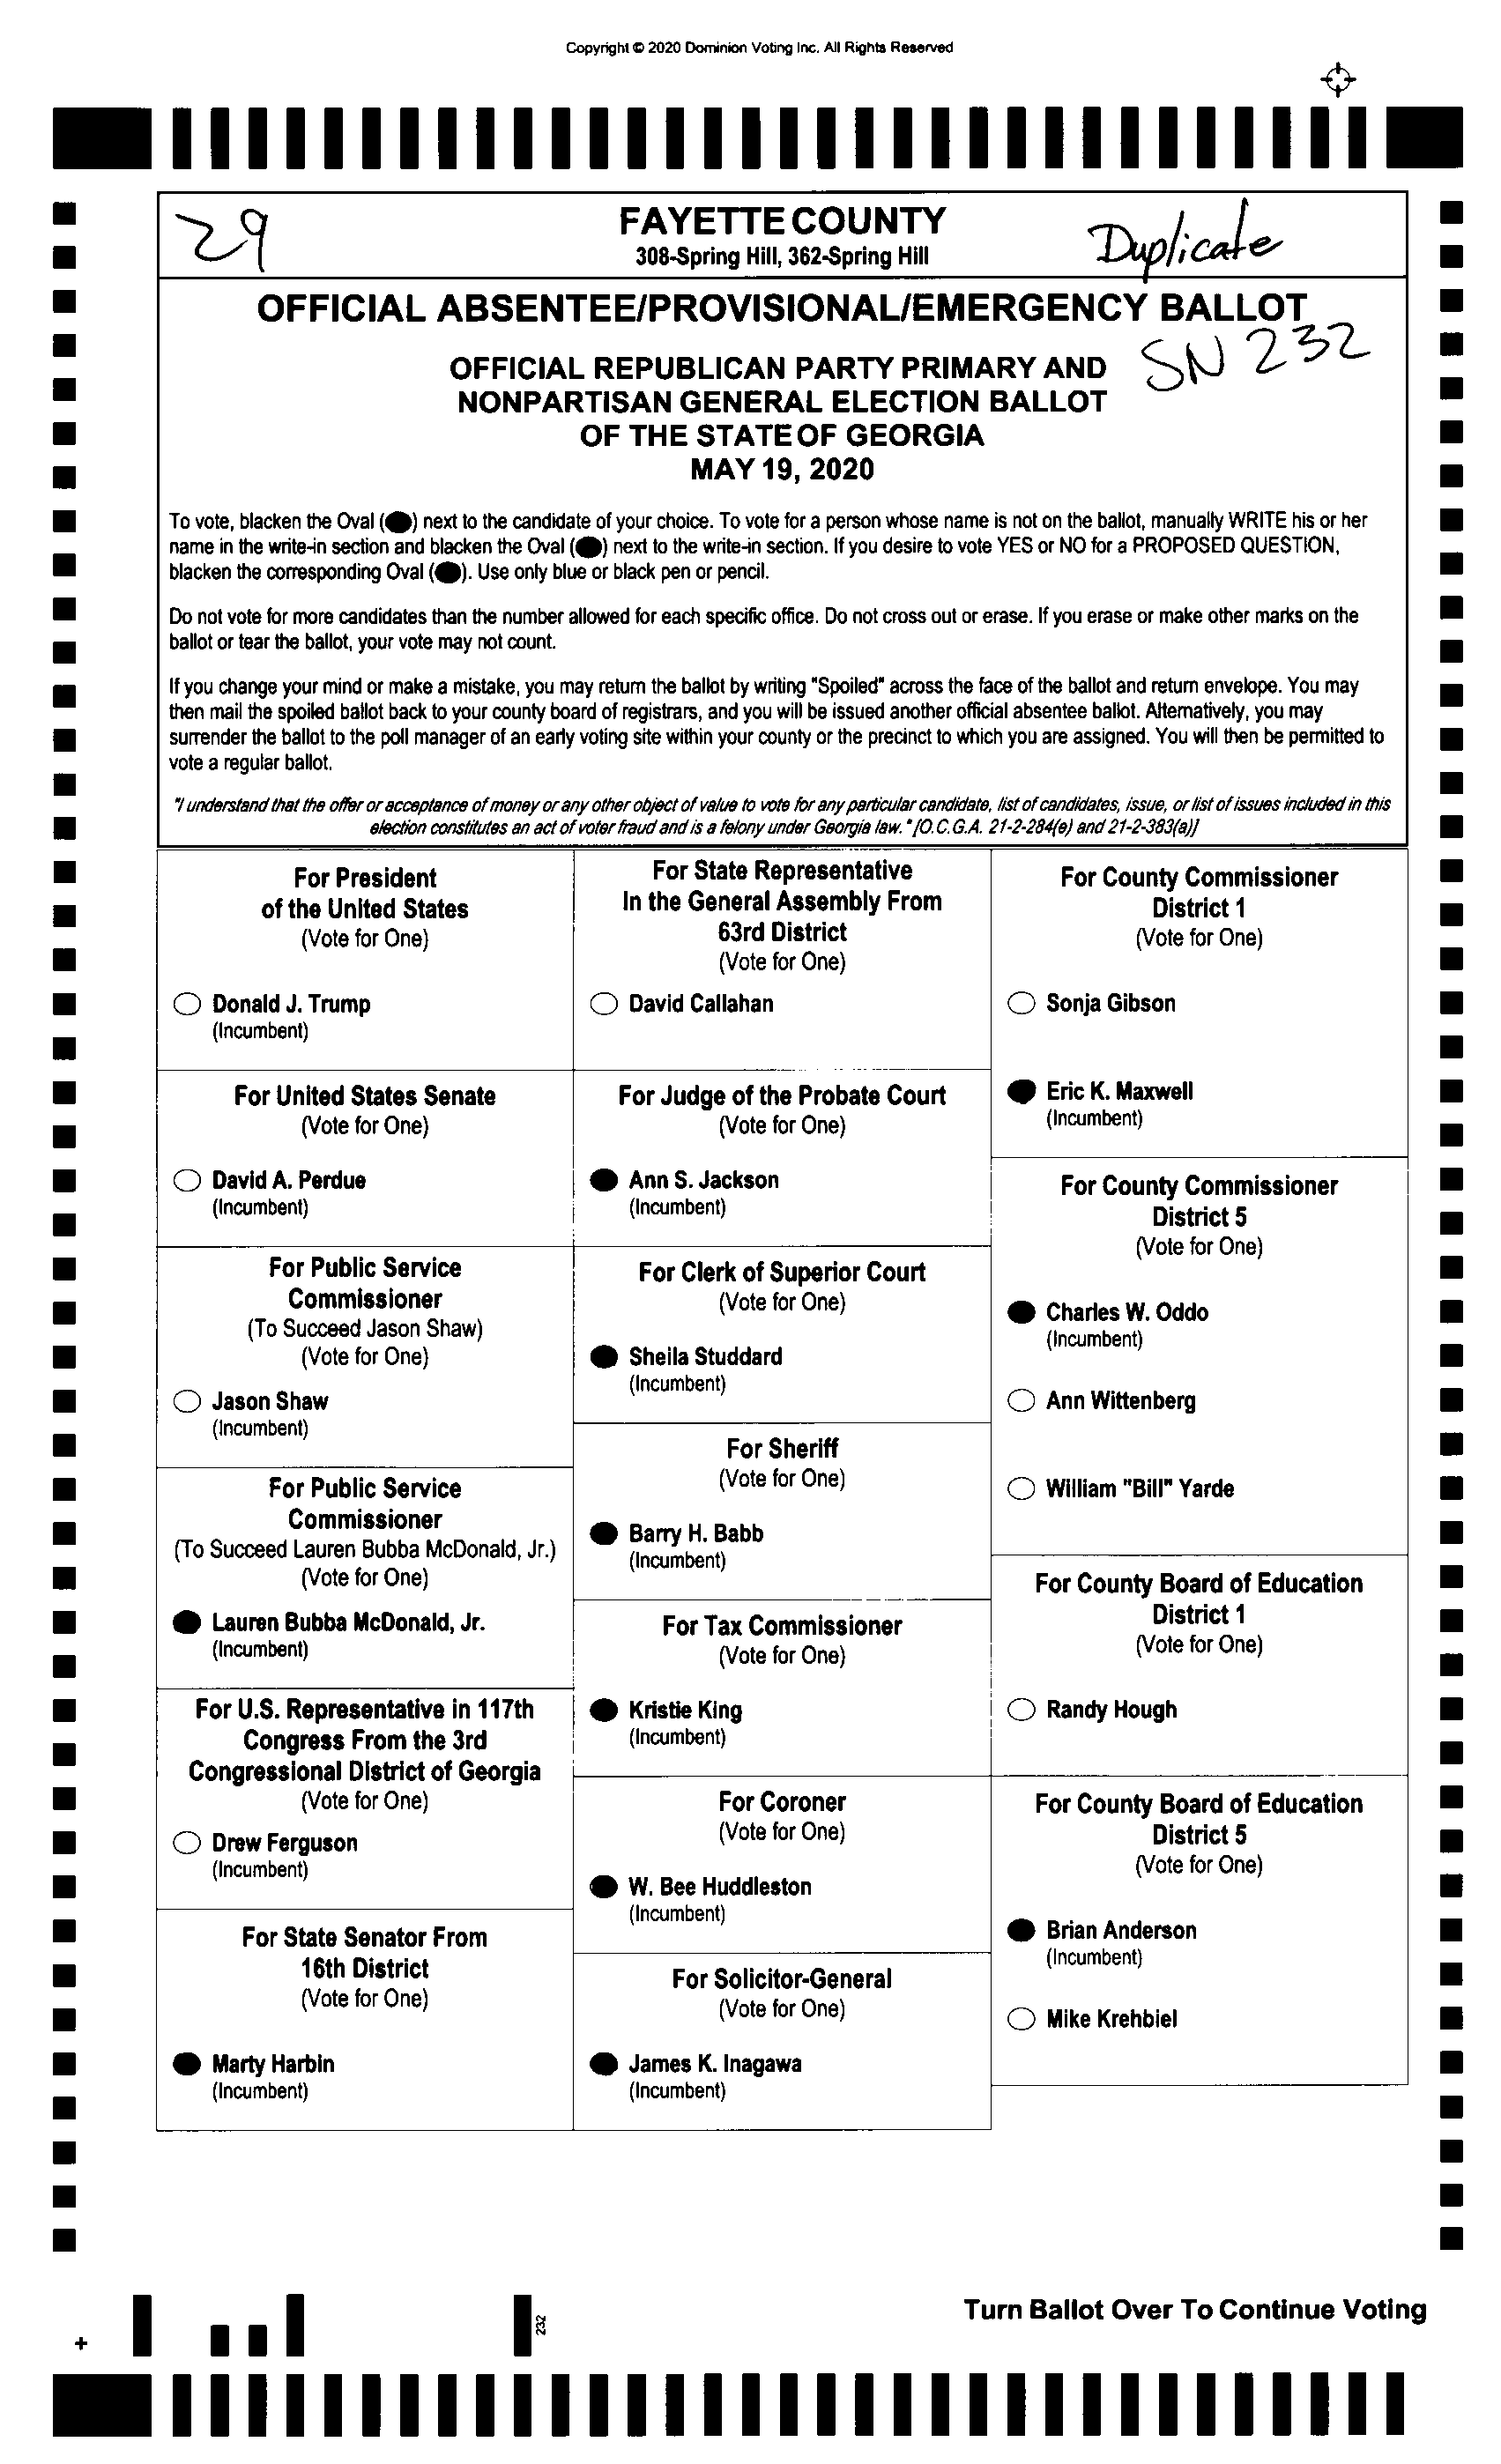 Copyright © 2020 Dominion Voting Inc. All Rights Reserved
29
FAYETTE COUNTY
308-Spring Hill, 362-Spring Hill
Duplicate
OFFICIAL ABSENTEE/PROVISIONAL/EMERGENCY BALLOT
SN 232
OFFICIAL REPUBLICAN PARTY PRIMARY AND
NONPARTISAN GENERAL ELECTION BALLOT
OF THE STATE OF GEORGIA
MAY 19, 2020
To vote, blacken the Oval ( ) next to the candidate of your choice. To vote for a person whose name is not on the ballot, manually WRITE his or her
name in the write-in section and blacken the Oval ( ) next to the write-in section. If you desire to vote YES or NO for a PROPOSED QUESTION,
blacken the corresponding Oval ( ). Use only blue or black pen or pencil.
Do not vote for more candidates than the number allowed for each specific office. Do not cross out or erase. If you erase or make other marks on the
ballot or tear the ballot, your vote may not count.
If you change your mind or make a mistake, you may return the ballot by writing "Spoiled" across the face of the ballot and return envelope. You may
then mail the spoiled ballot back to your county board of registrars, and you will be issued another official absentee ballot. Alternatively, you may
surrender the ballot to the poll manager of an early voting site within your county or the precinct to which you are assigned. You will then be permitted to
vote a regular ballot.
"I understand that the offer or acceptance of money or any other object of value to vote for any particular candidate, list of candidates, issue, or list of issues included in this
election constitutes an act of voter fraud and is a felony under Georgia law." [O.C.G.A. 21-2-284(e) and 21-2-383(a)]
For President
of the United States
(Vote for One)
Donald J. Trump
(Incumbent)
For United States Senate
(Vote for One)
David A. Perdue
(Incumbent)
For Public Service
Commissioner
(To Succeed Jason Shaw)
(Vote for One)
Jason Shaw
(Incumbent)
For Public Service
Commissioner
(To Succeed Lauren Bubba McDonald, Jr.)
(Vote for One)
Lauren Bubba McDonald, Jr.
(Incumbent)
For U.S. Representative in 117th
Congress From the 3rd
Congressional District of Georgia
(Vote for One)
Drew Ferguson
(Incumbent)
For State Senator From
16th District
(Vote for One)
Marty Harbin
(Incumbent)
For State Representative
In the General Assembly From
63rd District
(Vote for One)
David Callahan
For Judge of the Probate Court
(Vote for One)
Ann S. Jackson
(Incumbent)
For Clerk of Superior Court
(Vote for One)
Sheila Studdard
(Incumbent)
For Sheriff
(Vote for One)
Barry H. Babb
(Incumbent)
For Tax Commissioner
(Vote for One)
Kristie King
(Incumbent)
For Coroner
(Vote for One)
W. Bee Huddleston
(Incumbent)
For Solicitor-General
(Vote for One)
James K. Inagawa
(Incumbent)
For County Commissioner
District 1
(Vote for One)
Sonja Gibson
Eric K. Maxwell
(Incumbent)
For County Commissioner
District 5
(Vote for One)
Charles W. Oddo
(Incumbent)
Ann Wittenberg
William "Bill" Yarde
For County Board of Education
District 1
(Vote for One)
Randy Hough
For County Board of Education
District 5
(Vote for One)
Brian Anderson
(Incumbent)
Mike Krehbiel
Turn Ballot Over To Continue Voting
232